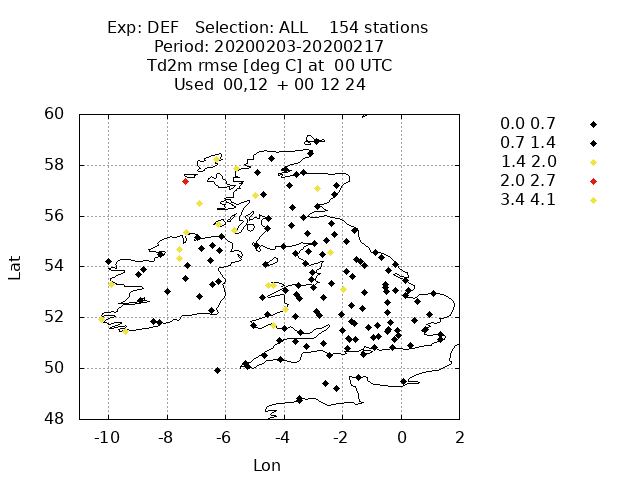 Exp: DEF   Selection: ALL    154 stations
Period: 20200203-20200217
Td2m rmse [deg C] at  00 UTC
Used  00,12  + 00 12 24
60
58
56
54
52
50
48
Lat
-10 -8 -6 -4 -2 0 2
Lon
0.0 0.7
0.7 1.4
1.4 2.0
2.0 2.7
3.4 4.1